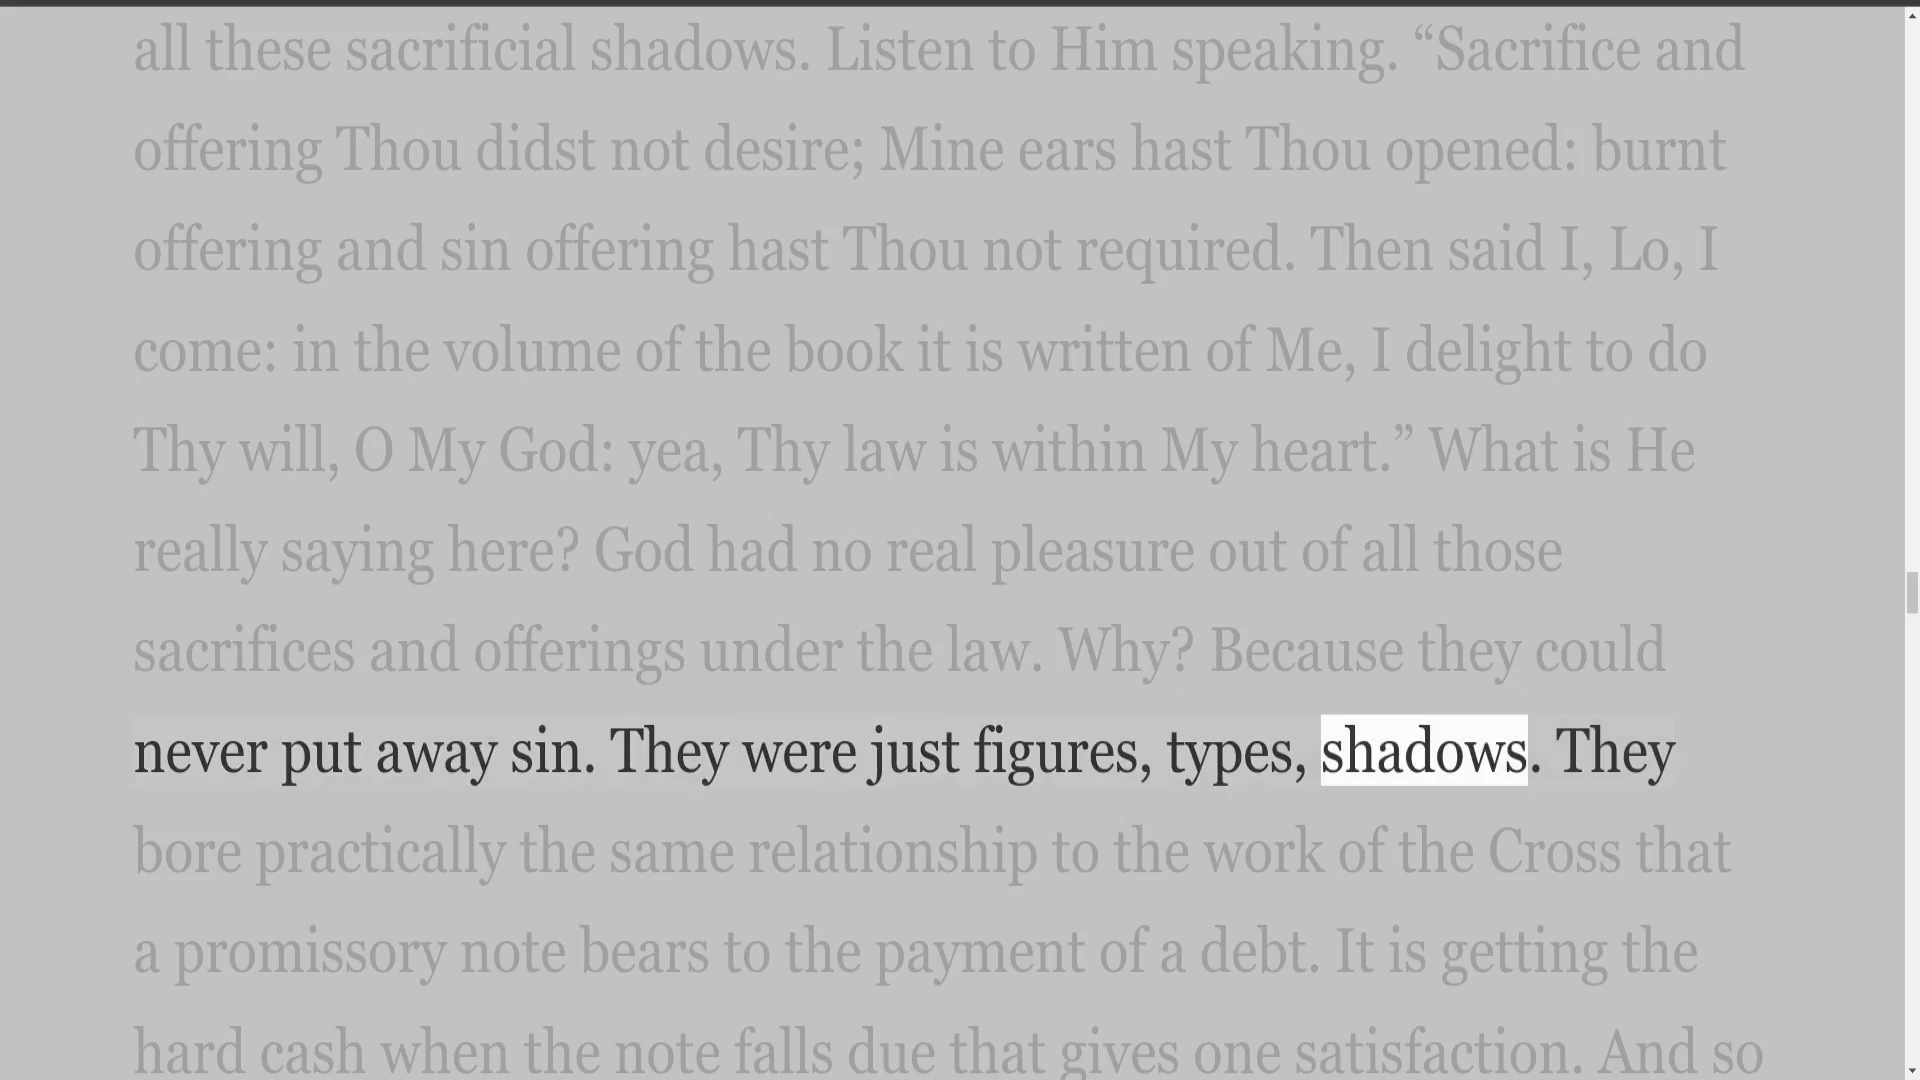 all these sacrificial shadows. Listen to Him speaking. “Sacrifice and
offering Thou didst not desire; Mine ears hast Thou opened: burnt
offering and sin offering hast Thou not required. Then said I, Lo, I
come: in the volume of the book it is written of Me, I delight to do
Thy will, O My God: yea, Thy law is within My heart.” What is He
really saying here? God had no real pleasure out of all those
sacrifices and offerings under the law. Why? Because they could
never put away sin. They were just figures, types, shadows. They
bore practically the same relationship to the work of the Cross that
a promissory note bears to the payment of a debt. It is getting the
hard cash when the note falls due that gives one satisfaction. And so